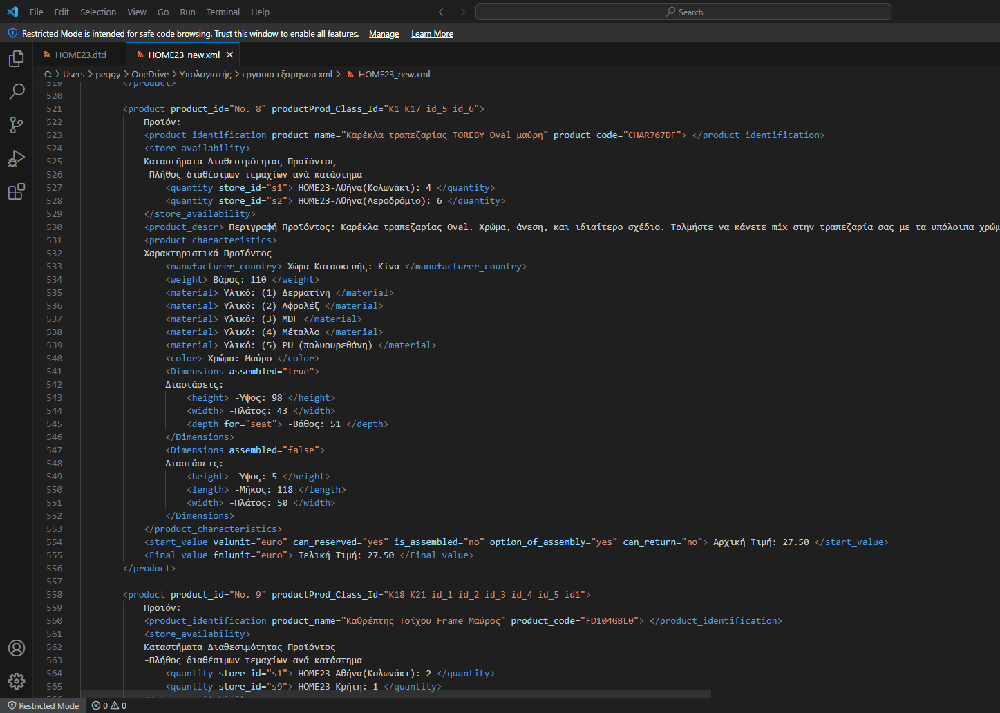 File Edit Selection View Go Run Terminal Help Search
Restricted Mode is intended for safe code browsing. Trust this window to enable all features. Manage Learn More
HOME23.dtd HOME23_new.xml
C: > Users > peggy > OneDrive > Υπολογιστής > εργασια εξαμηνου xml > HOME23_new.xml
519 </product>
520
521 <product product_id="No. 8" productProd_Class_Id="K1 K17 id_5 id_6">
522 Προϊόν:
523 <product_identification product_name="Καρέκλα τραπεζαρίας TOREBY Oval μαύρη" product_code="CHAR767DF"> </product_identification>
524 <store_availability>
525 Καταστήματα Διαθεσιμότητας Προϊόντος
526 -Πλήθος διαθέσιμων τεμαχίων ανά κατάστημα
527 <quantity store_id="s1"> HOME23-Αθήνα(Κολωνάκι): 4 </quantity>
528 <quantity store_id="s2"> HOME23-Αθήνα(Αεροδρόμιο): 6 </quantity>
529 </store_availability>
530 <product_descr> Περιγραφή Προϊόντος: Καρέκλα τραπεζαρίας Oval. Χρώμα, άνεση, και ιδιαίτερο σχέδιο. Τολμήστε να κάνετε mix στην τραπεζαρία σας με τα υπόλοιπα χρώμ
531 <product_characteristics>
532 Χαρακτηριστικά Προϊόντος
533 <manufacturer_country> Χώρα Κατασκευής: Κίνα </manufacturer_country>
534 <weight> Βάρος: 110 </weight>
535 <material> Υλικό: (1) Δερματίνη </material>
536 <material> Υλικό: (2) Αφρολέξ </material>
537 <material> Υλικό: (3) MDF </material>
538 <material> Υλικό: (4) Μέταλλο </material>
539 <material> Υλικό: (5) PU (πολυουρεθάνη) </material>
540 <color> Χρώμα: Μαύρο </color>
541 <Dimensions assembled="true">
542 Διαστάσεις:
543 <height> -Ύψος: 98 </height>
544 <width> -Πλάτος: 43 </width>
545 <depth for="seat"> -Βάθος: 51 </depth>
546 </Dimensions>
547 <Dimensions assembled="false">
548 Διαστάσεις:
549 <height> -Ύψος: 5 </height>
550 <length> -Μήκος: 118 </length>
551 <width> -Πλάτος: 50 </width>
552 </Dimensions>
553 </product_characteristics>
554 <start_value valunit="euro" can_reserved="yes" is_assembled="no" option_of_assembly="yes" can_return="no"> Αρχική Τιμή: 27.50 </start_value>
555 <Final_value fnlunit="euro"> Τελική Τιμή: 27.50 </Final_value>
556 </product>
557
558 <product product_id="No. 9" productProd_Class_Id="K18 K21 id_1 id_2 id_3 id_4 id_5 id1">
559 Προϊόν:
560 <product_identification product_name="Καθρέπτης Τοίχου Frame Μαύρος" product_code="FD104GBL0"> </product_identification>
561 <store_availability>
562 Καταστήματα Διαθεσιμότητας Προϊόντος
563 -Πλήθος διαθέσιμων τεμαχίων ανά κατάστημα
564 <quantity store_id="s1"> HOME23-Αθήνα(Κολωνάκι): 2 </quantity>
565 <quantity store_id="s9"> HOME23-Κρήτη: 1 </quantity>
Restricted Mode 0 0